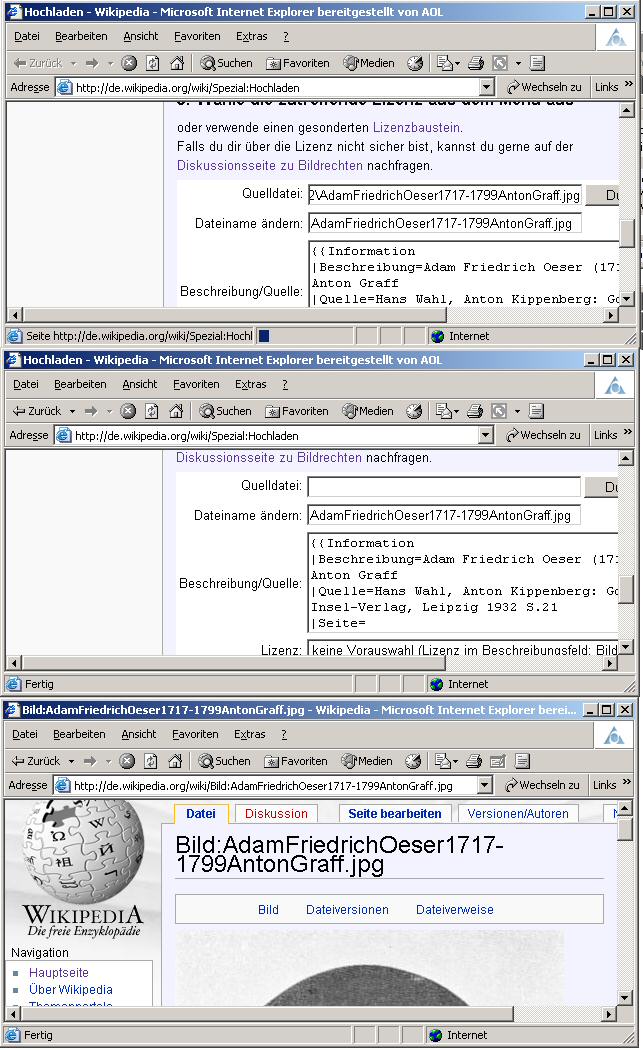 Hochladen - Wikipedia - Microsoft Internet Explorer bereitgestellt von AOL
Datei Bearbeiten Ansicht Favoriten Extras ?
Zurück Suchen Favoriten Medien
Adresse http://de.wikipedia.org/wiki/Spezial:Hochladen Wechseln zu Links »
oder verwende einen gesonderten Lizenzbaustein.
Falls du dir über die Lizenz nicht sicher bist, kannst du gerne auf der
Diskussionsseite zu Bildrechten nachfragen.
Quelldatei: 2\AdamFriedrichOeser1717-1799AntonGraff.jpg Du
Dateiname ändern: AdamFriedrichOeser1717-1799AntonGraff.jpg
{{Information
|Beschreibung=Adam Friedrich Oeser (171
Anton Graff
Beschreibung/Quelle:
|Quelle=Hans Wahl, Anton Kippenberg: Go
Seite http://de.wikipedia.org/wiki/Spezial:Hochl Internet
Hochladen - Wikipedia - Microsoft Internet Explorer bereitgestellt von AOL
Datei Bearbeiten Ansicht Favoriten Extras ?
Zurück Suchen Favoriten Medien
Adresse http://de.wikipedia.org/wiki/Spezial:Hochladen Wechseln zu Links »
Diskussionsseite zu Bildrechten nachfragen.
Quelldatei: Du
Dateiname ändern: AdamFriedrichOeser1717-1799AntonGraff.jpg
{{Information
|Beschreibung=Adam Friedrich Oeser (171
Anton Graff
Beschreibung/Quelle:
|Quelle=Hans Wahl, Anton Kippenberg: Go
Insel-Verlag, Leipzig 1932 S.21
|Seite=
Lizenz: keine Vorauswahl (Lizenz im Beschreibungsfeld; Bild
Fertig Internet
Bild:AdamFriedrichOeser1717-1799AntonGraff.jpg - Wikipedia - Microsoft Internet Explorer berei...
Datei Bearbeiten Ansicht Favoriten Extras ?
Zurück Suchen Favoriten Medien
Adresse http://de.wikipedia.org/wiki/Bild:AdamFriedrichOeser1717-1799AntonGraff.jpg Wechseln zu Links »
Datei Diskussion Seite bearbeiten Versionen/Autoren
Bild:AdamFriedrichOeser1717-
1799AntonGraff.jpg
Bild Dateiversionen Dateiverweise
WIKIPEDIA
Die freie Enzyklopädie
Navigation
Hauptseite
Über Wikipedia
Themenportale
Fertig Internet